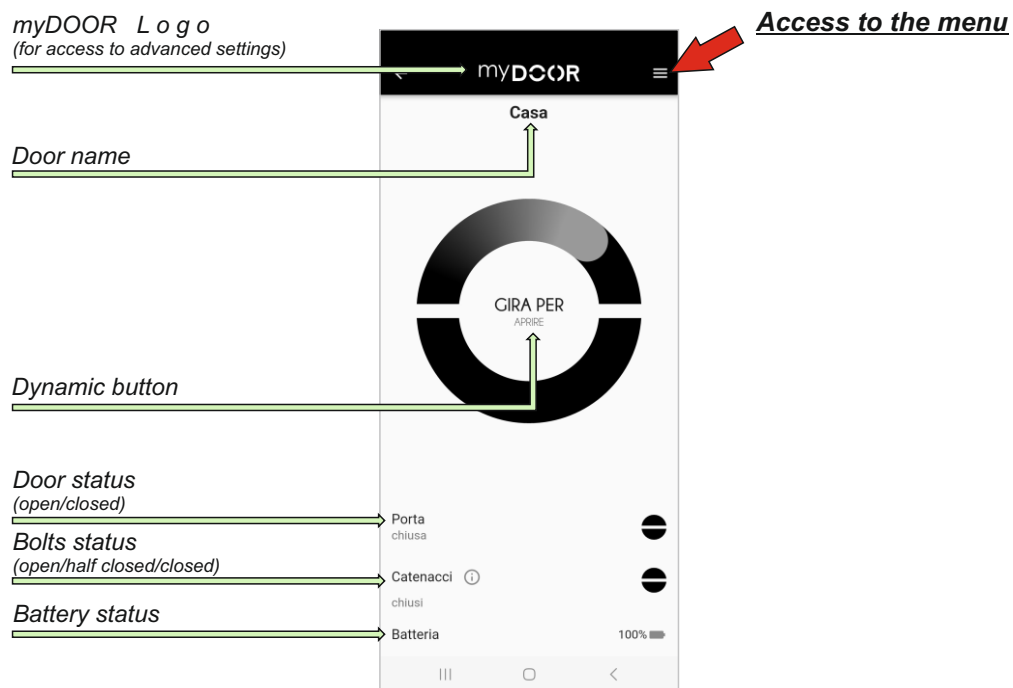 myDOOR Logo
(for access to advanced settings)
Access to the menu
myDOOR
Casa
Door name
GIRA PER
APRIRE
Dynamic button
Door status
(open/closed)
Porta
chiusa
Bolts status
(open/half closed/closed)
Catenacci
chiusi
Battery status
Batteria
100%